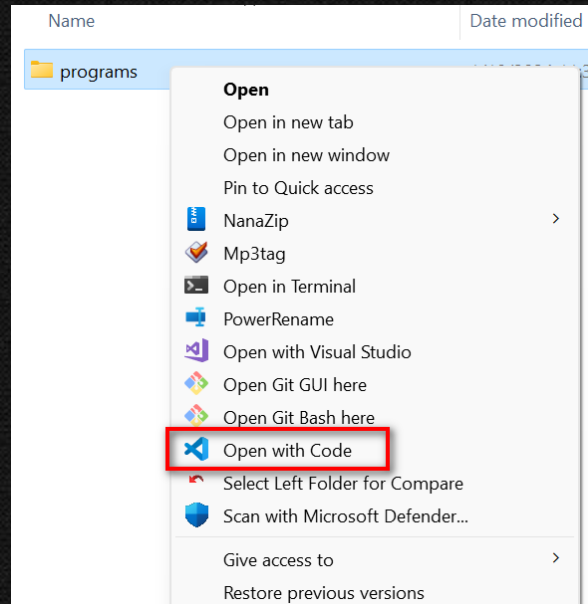 Name
Date modified
programs
Open
Open in new tab
Open in new window
Pin to Quick access
NanaZip
Mp3tag
Open in Terminal
PowerRename
Open with Visual Studio
Open Git GUI here
Open Git Bash here
Open with Code
Select Left Folder for Compare
Scan with Microsoft Defender...
Give access to
Restore previous versions